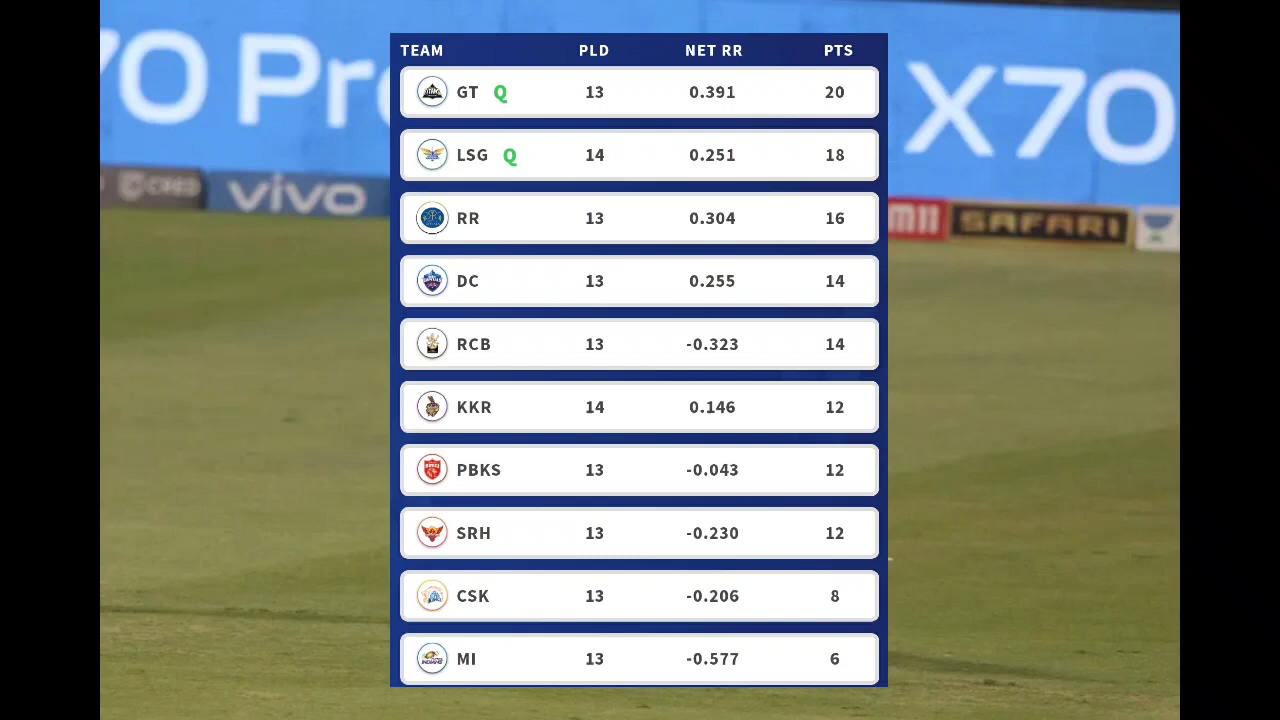 70 Pro
X70
CRED
vivo
SAFARI
TEAM PLD NET RR PTS
GT Q 13 0.391 20
LSG Q 14 0.251 18
RR 13 0.304 16
DC 13 0.255 14
RCB 13 -0.323 14
KKR 14 0.146 12
PBKS 13 -0.043 12
SRH 13 -0.230 12
CSK 13 -0.206 8
MI 13 -0.577 6